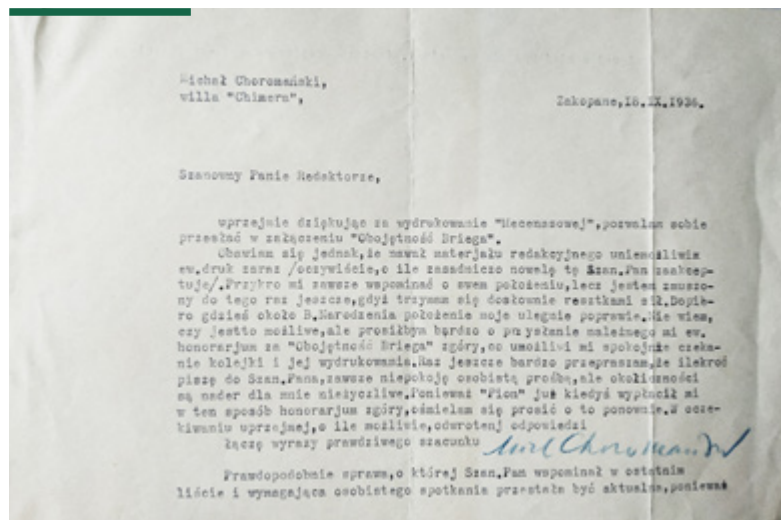 Michał Choromański,
willa "Chimera",
Zakopane,18.IX.1936.
Szanowny Panie Redaktorze,
uprzejmie dziękując za wydrukowanie "Mecenasowej",pozwalam sobie
przesłać w załączeniu "Obojętność Briega".
Obawiam się jednak,że nawał materjału redakcyjnego uniemożliwia
ew.druk zaraz /oczywiście,o ile zasadniczo nowelę tę Szan.Pan zaakcep-
tuje/.Przykro mi zawsze wspominać o swem położeniu,lecz jestem zmuszo-
ny do tego raz jeszcze,gdyż trzymam się dosłownie resztkami sił.Dopie-
ro gdzieś około B.Narodzenia położenie moje ulegnie poprawie.Nie wiem,
czy jestto możliwe,ale prosiłbym bardzo o przysłanie należnego mi ew.
honorarjum za "Obojętność Briega" zgóry,co umożliwi mi spokojnie czeka-
nie kolejki i jej wydrukowania.Raz jeszcze bardzo przepraszam,że ilekroć
piszę do Szan.Pana,zawsze niepokoję osobistą prośbą,ale okoliczności
są nader dla mnie nieżyczliwe.Ponieważ "Pion" już kiedyś wypłacił mi
w ten sposób honorarjum zgóry,ośmielam się prosić o to ponownie.W ocze-
kiwaniu uprzejmej,o ile możliwie,odwrotnej odpowiedzi
łączę wyrazy prawdziwego szacunku
Prawdopodobnie sprawa,o której Szan.Pan wspominał w ostatnim
liście i wymagająca osobistego spotkania przestała być aktualna,ponieważ